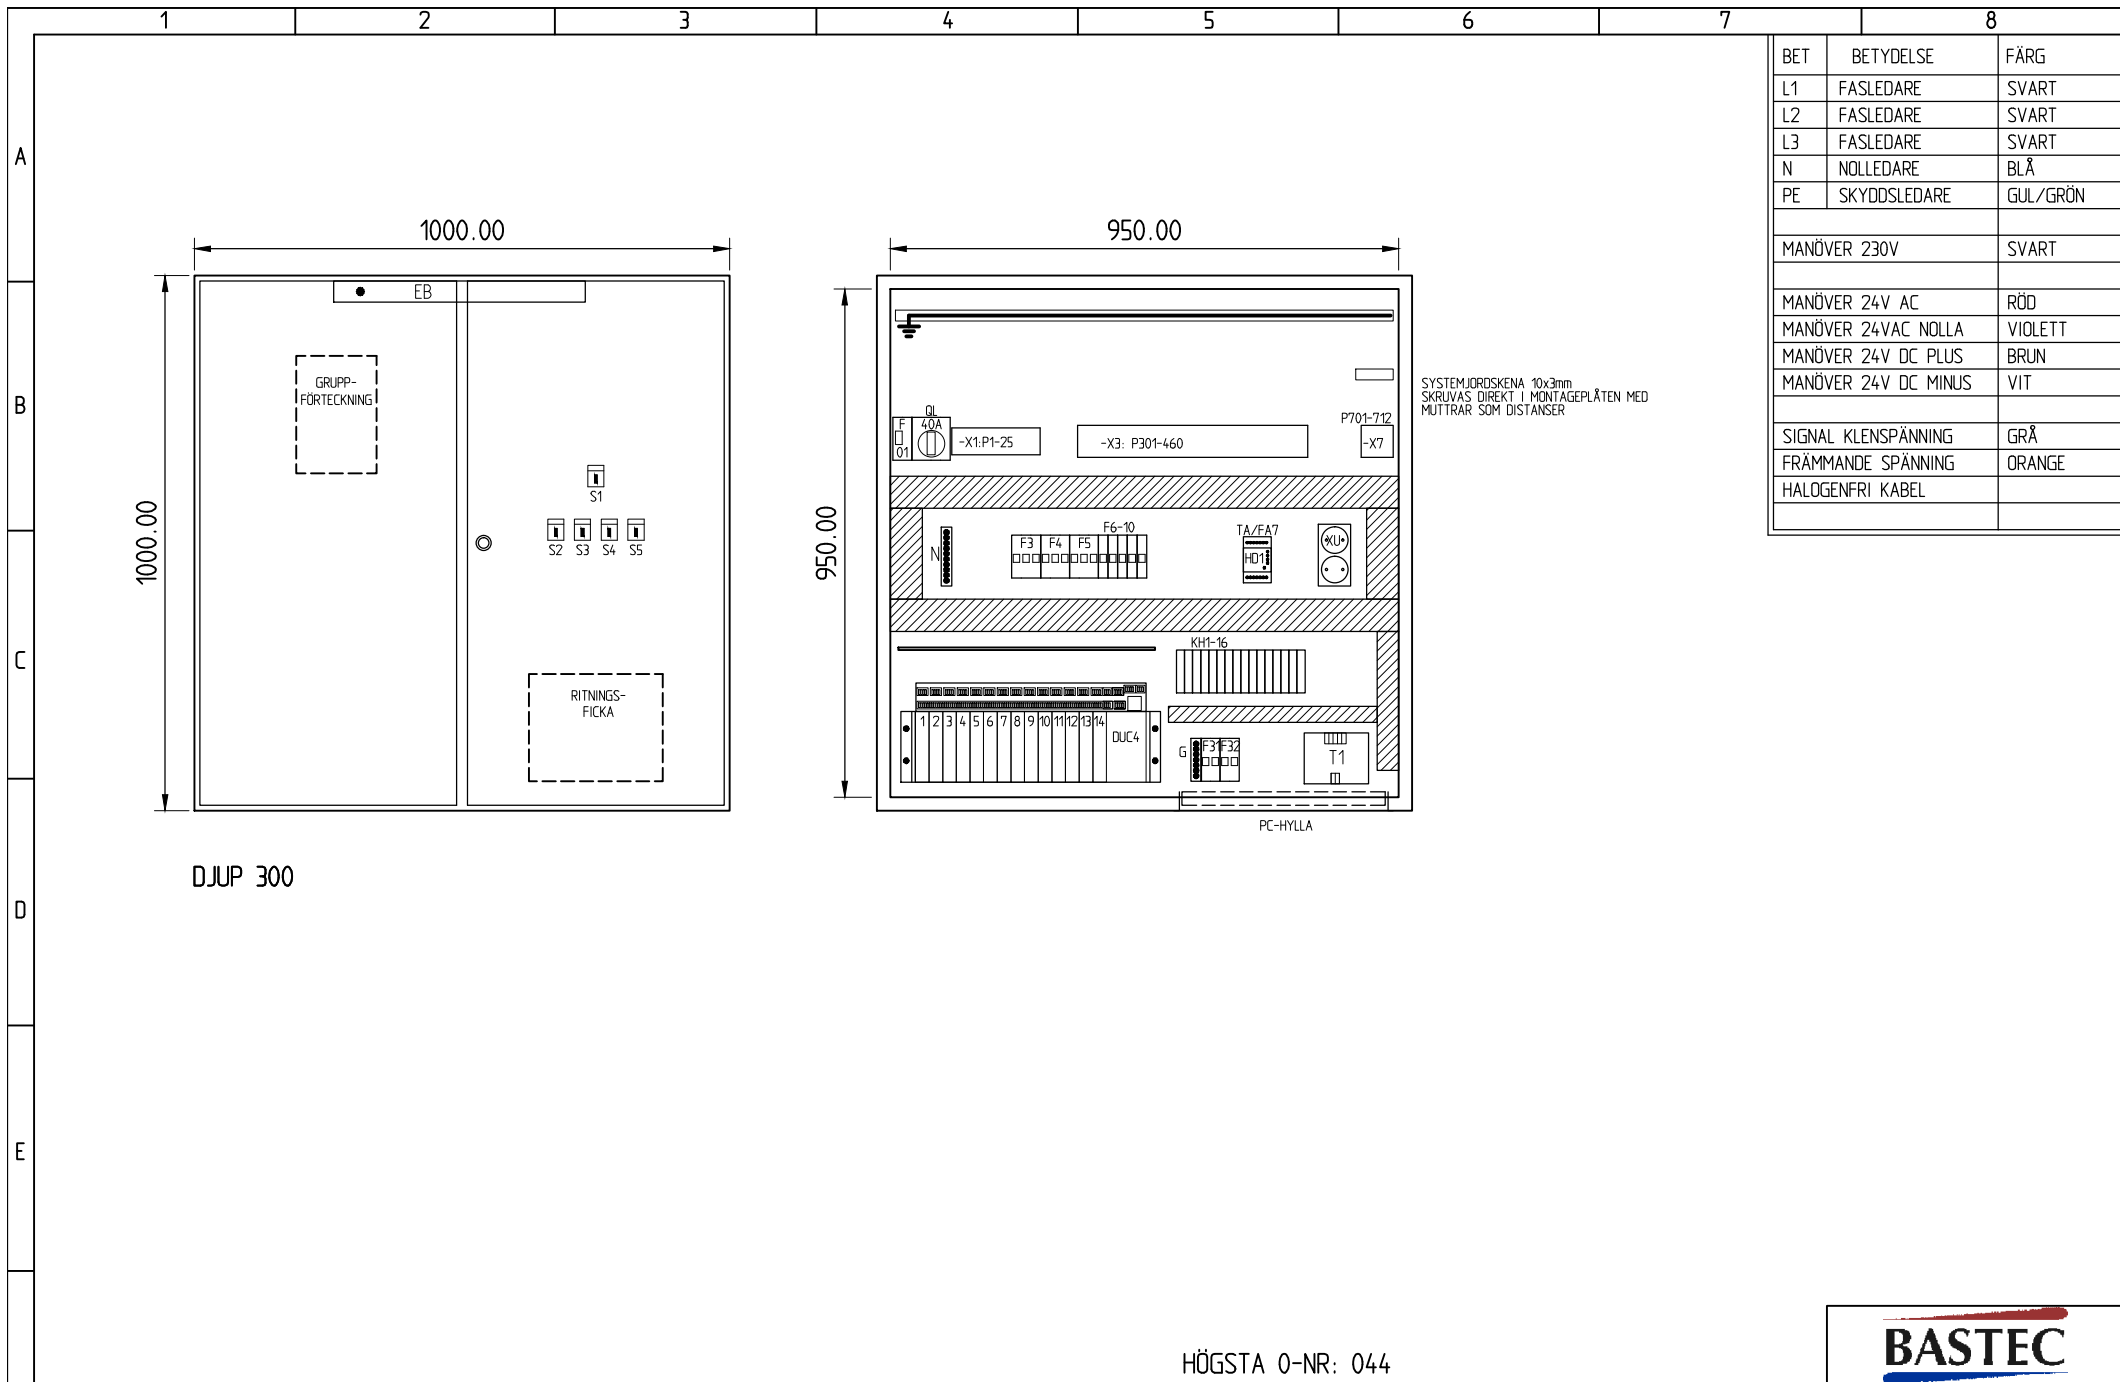 1 2 3 4 5 6 7 8
A
B
C
D
E
BET BETYDELSE FÄRG
L1 FASLEDARE SVART
L2 FASLEDARE SVART
L3 FASLEDARE SVART
N NOLLEDARE BLÅ
PE SKYDDSLEDARE GUL/GRÖN
MANÖVER 230V SVART
MANÖVER 24V AC RÖD
MANÖVER 24VAC NOLLA VIOLETT
MANÖVER 24V DC PLUS BRUN
MANÖVER 24V DC MINUS VIT
SIGNAL KLENSPÄNNING GRÅ
FRÄMMANDE SPÄNNING ORANGE
HALOGENFRI KABEL
1000.00
1000.00
EB
GRUPP-
FÖRTECKNING
S1
S2 S3 S4 S5
RITNINGS-
FICKA
DJUP 300
950.00
950.00
SYSTEMJORDSKENA 10x3mm
SKRUVAS DIREKT I MONTAGEPLÅTEN MED
MUTTRAR SOM DISTANSER
F
01
QL
40A
-X1:P1-25
-X3: P301-460
P701-712
-X7
N
F3 F4 F5
F6-10
TA/FA7
HD1
XU
KH1-16
1 2 3 4 5 6 7 8 9 10 11 12 13 14
DUC4
G
F31 F32
T1
PC-HYLLA
HÖGSTA 0-NR: 044
BASTEC